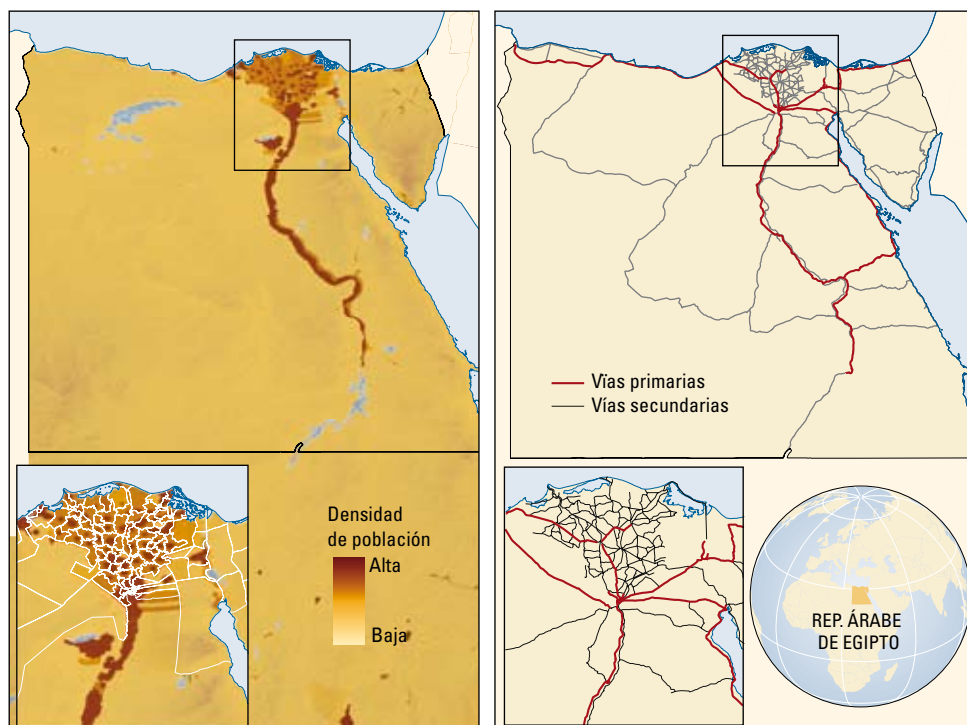 Densidad
de población
Alta
Baja
Vías primarias
Vías secundarias
REP. ÁRABE
DE EGIPTO